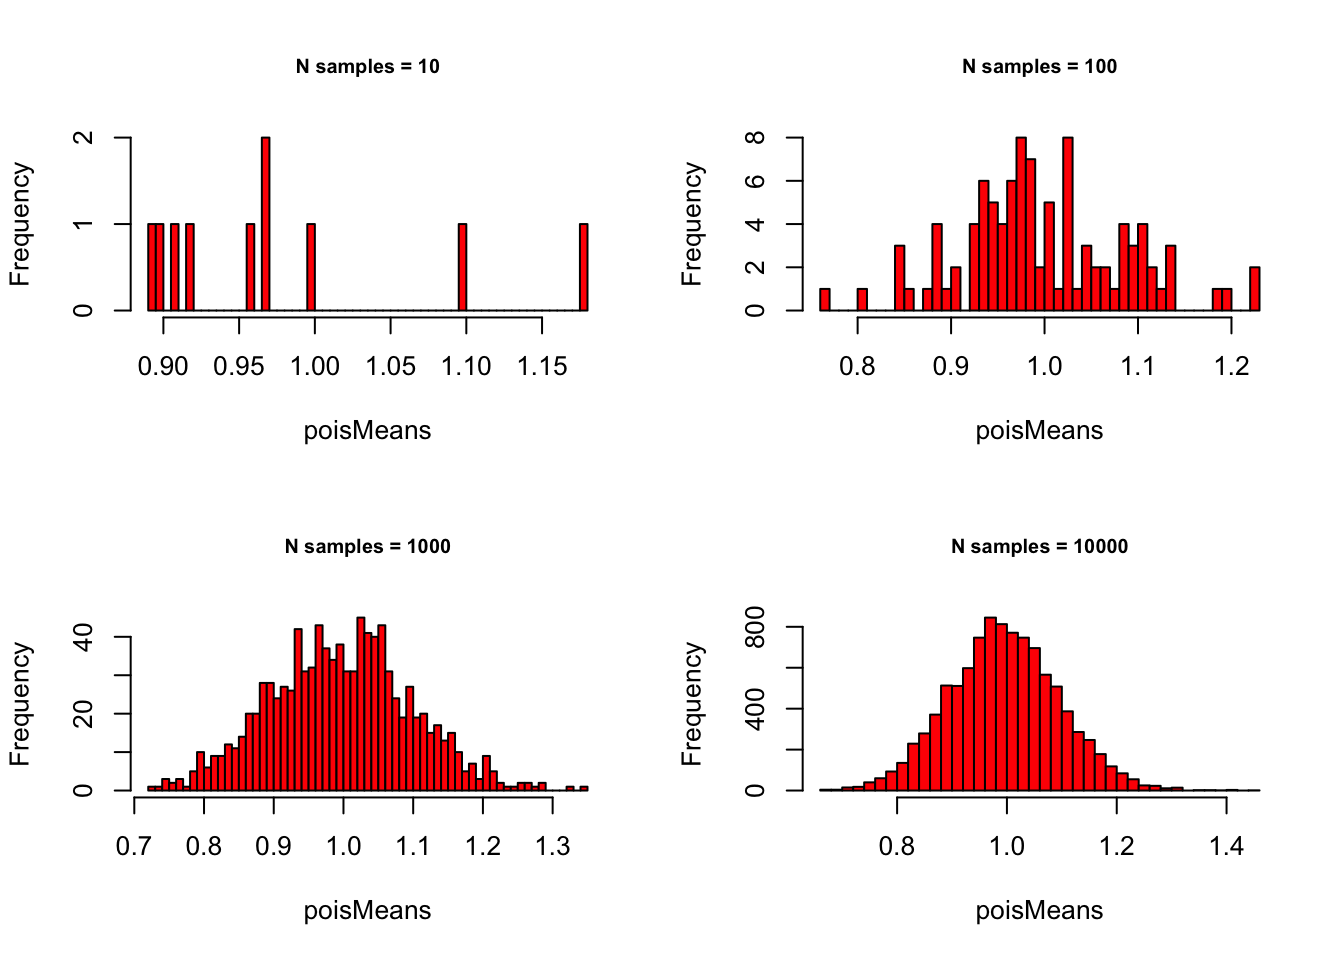 N samples = 10
Frequency
0 1 2
0.90 0.95 1.00 1.05 1.10 1.15
poisMeans
N samples = 100
Frequency
0 2 4 6 8
0.8 0.9 1.0 1.1 1.2
poisMeans
N samples = 1000
Frequency
0 20 40
0.7 0.8 0.9 1.0 1.1 1.2 1.3
poisMeans
N samples = 10000
Frequency
0 400 800
0.8 1.0 1.2 1.4
poisMeans